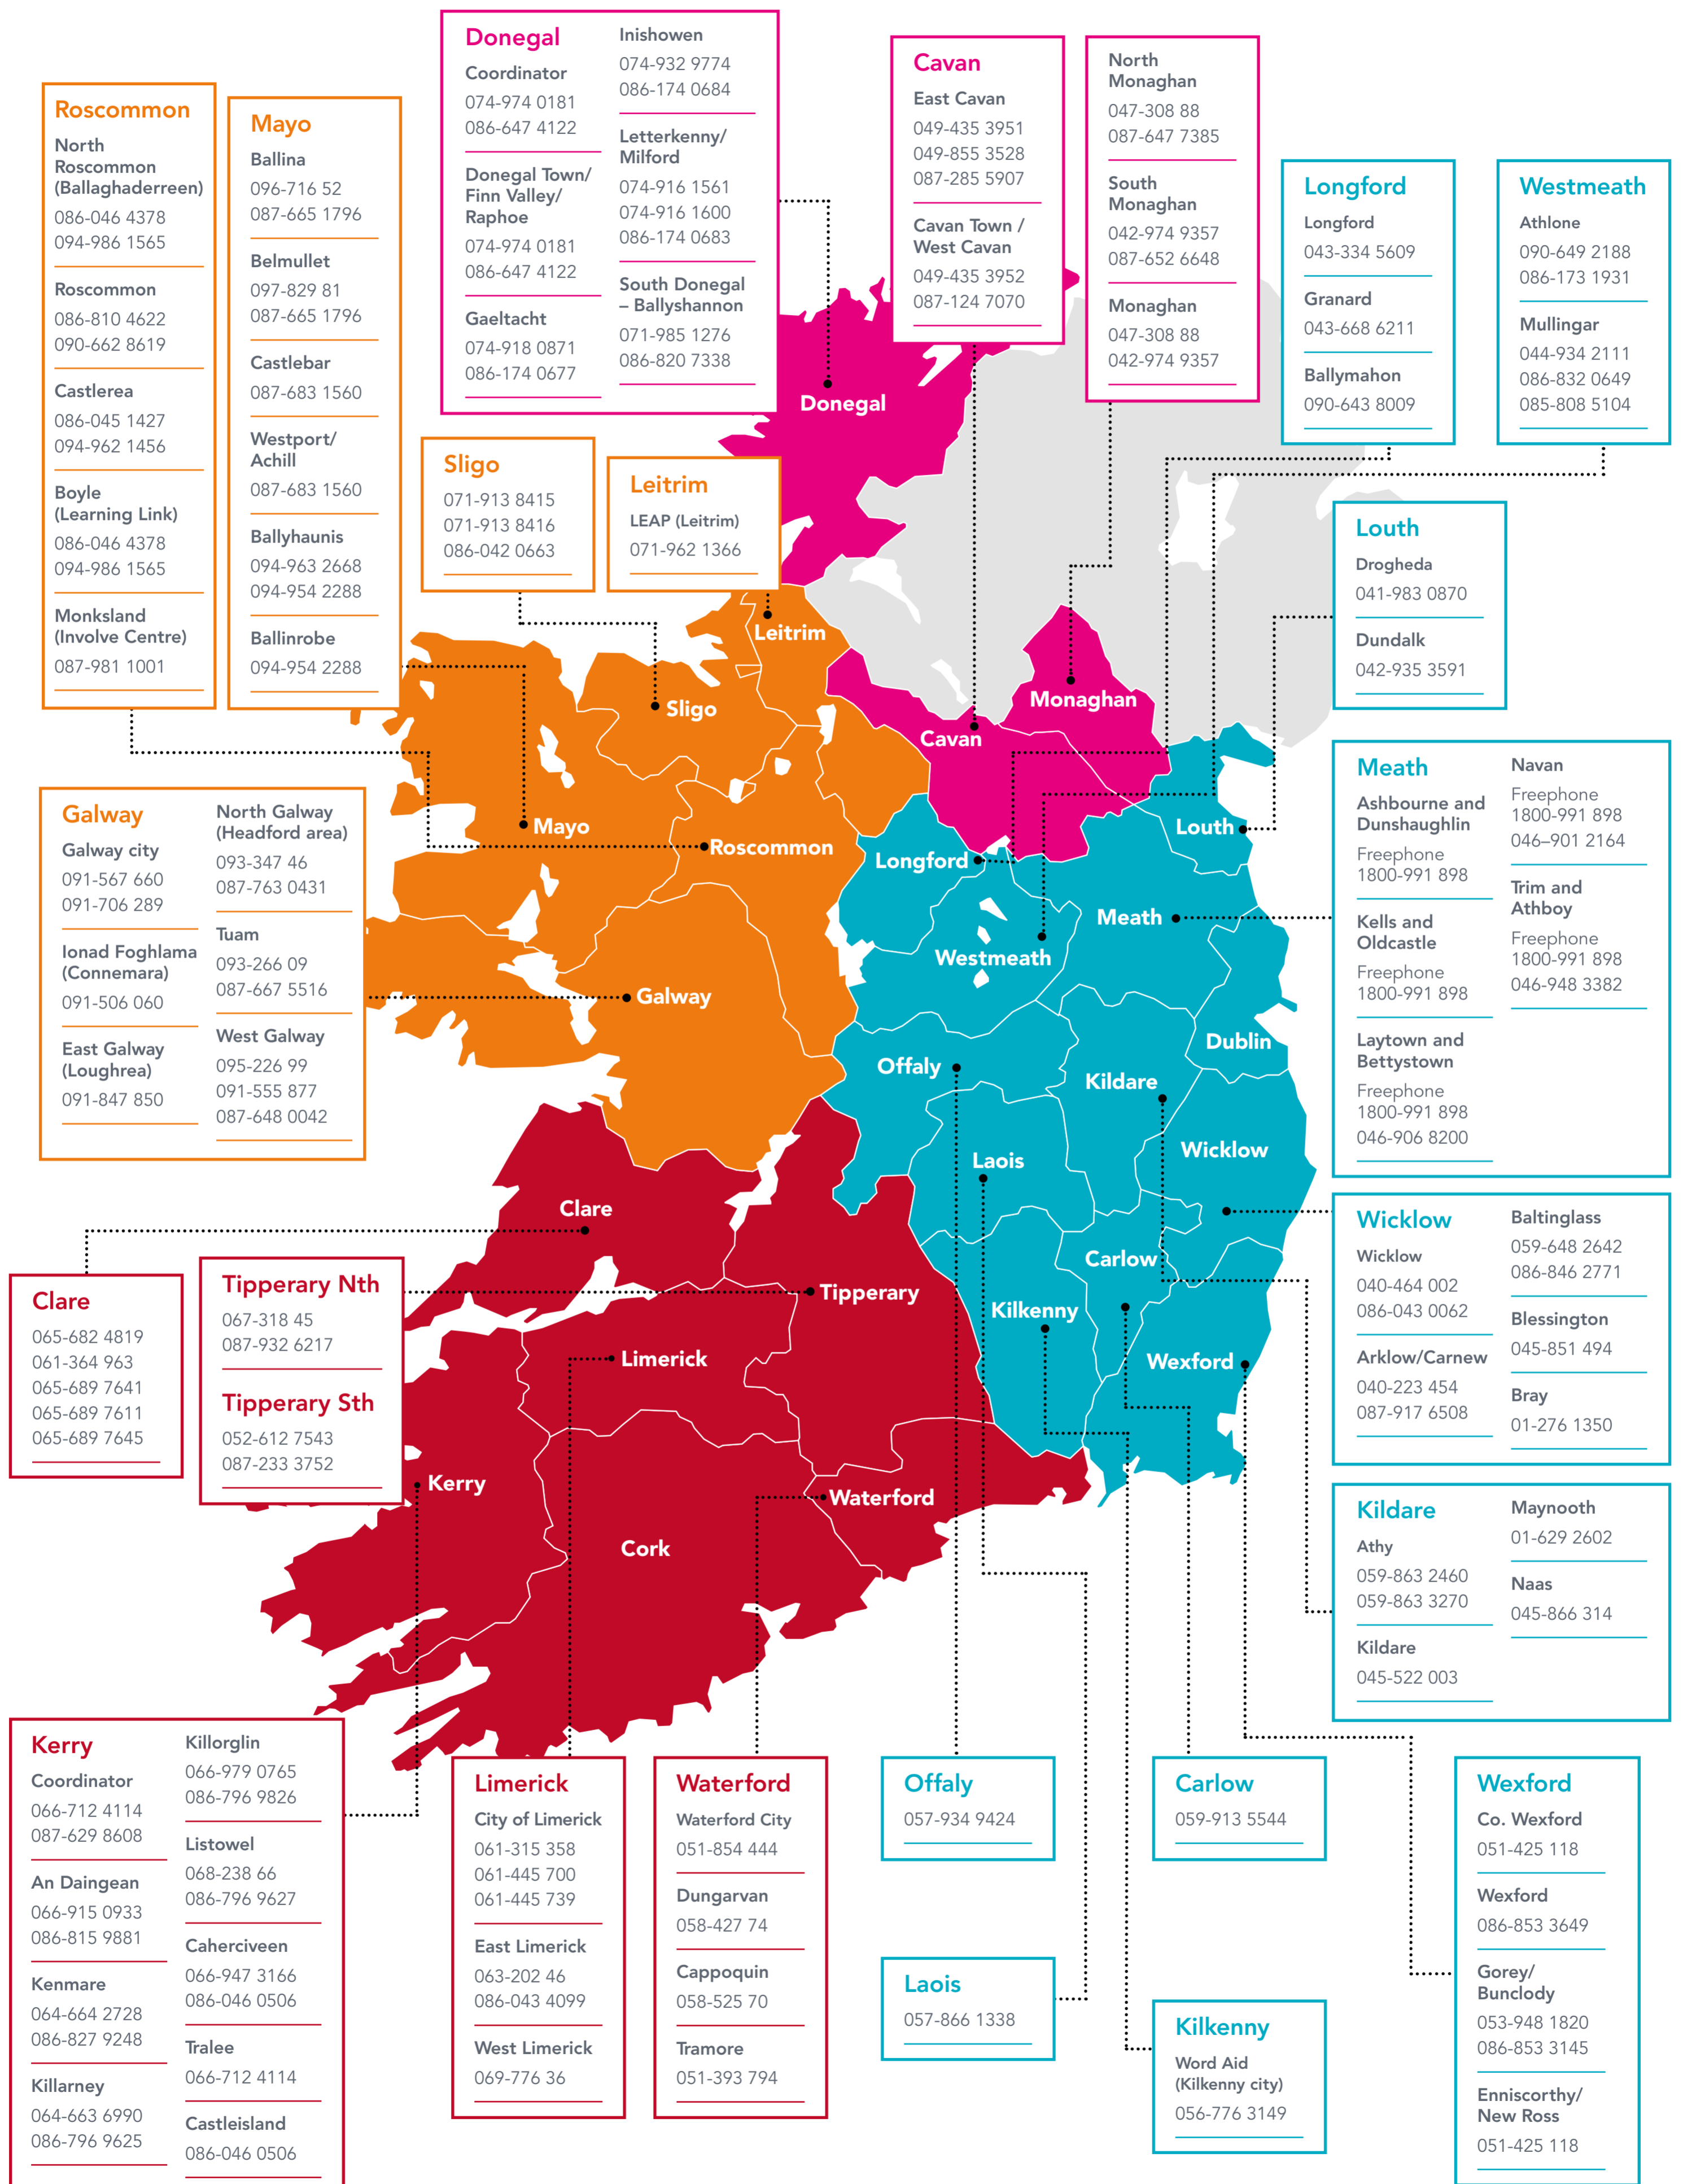 Donegal
Coordinator
074-974 0181
086-647 4122
Donegal Town/
Finn Valley/
Raphoe
074-974 0181
086-647 4122
Gaeltacht
074-918 0871
086-174 0677
Inishowen
074-932 9774
086-174 0684
Letterkenny/
Milford
074-916 1561
074-916 1600
086-174 0683
South Donegal
– Ballyshannon
071-985 1276
086-820 7338
Cavan
East Cavan
049-435 3951
049-855 3528
087-285 5907
Cavan Town /
West Cavan
049-435 3952
087-124 7070
North
Monaghan
047-308 88
087-647 7385
South
Monaghan
042-974 9357
087-652 6648
Monaghan
047-308 88
042-974 9357
Roscommon
North
Roscommon
(Ballaghaderreen)
086-046 4378
094-986 1565
Roscommon
086-810 4622
090-662 8619
Castlerea
086-045 1427
094-962 1456
Boyle
(Learning Link)
086-046 4378
094-986 1565
Monksland
(Involve Centre)
087-981 1001
Mayo
Ballina
096-716 52
087-665 1796
Belmullet
097-829 81
087-665 1796
Castlebar
087-683 1560
Westport/
Achill
087-683 1560
Ballyhaunis
094-963 2668
094-954 2288
Ballinrobe
094-954 2288
Longford
Longford
043-334 5609
Granard
043-668 6211
Ballymahon
090-643 8009
Westmeath
Athlone
090-649 2188
086-173 1931
Mullingar
044-934 2111
086-832 0649
085-808 5104
Sligo
071-913 8415
071-913 8416
086-042 0663
Leitrim
LEAP (Leitrim)
071-962 1366
Louth
Drogheda
041-983 0870
Dundalk
042-935 3591
Donegal
Leitrim
Sligo
Monaghan
Cavan
Mayo
Roscommon
Louth
Longford
Meath
Westmeath
Galway
Dublin
Offaly
Kildare
Wicklow
Laois
Clare
Carlow
Tipperary
Kilkenny
Limerick
Wexford
Kerry
Waterford
Cork
Galway
Galway city
091-567 660
091-706 289
Ionad Foghlama
(Connemara)
091-506 060
East Galway
(Loughrea)
091-847 850
North Galway
(Headford area)
093-347 46
087-763 0431
Tuam
093-266 09
087-667 5516
West Galway
095-226 99
091-555 877
087-648 0042
Meath
Ashbourne and
Dunshaughlin
Freephone
1800-991 898
Kells and
Oldcastle
Freephone
1800-991 898
Laytown and
Bettystown
Freephone
1800-991 898
046-906 8200
Navan
Freephone
1800-991 898
046–901 2164
Trim and
Athboy
Freephone
1800-991 898
046-948 3382
Clare
065-682 4819
061-364 963
065-689 7641
065-689 7611
065-689 7645
Tipperary Nth
067-318 45
087-932 6217
Tipperary Sth
052-612 7543
087-233 3752
Wicklow
Wicklow
040-464 002
086-043 0062
Arklow/Carnew
040-223 454
087-917 6508
Baltinglass
059-648 2642
086-846 2771
Blessington
045-851 494
Bray
01-276 1350
Kildare
Athy
059-863 2460
059-863 3270
Kildare
045-522 003
Maynooth
01-629 2602
Naas
045-866 314
Kerry
Coordinator
066-712 4114
087-629 8608
An Daingean
066-915 0933
086-815 9881
Kenmare
064-664 2728
086-827 9248
Killarney
064-663 6990
086-796 9625
Killorglin
066-979 0765
086-796 9826
Listowel
068-238 66
086-796 9627
Caherciveen
066-947 3166
086-046 0506
Tralee
066-712 4114
Castleisland
086-046 0506
Limerick
City of Limerick
061-315 358
061-445 700
061-445 739
East Limerick
063-202 46
086-043 4099
West Limerick
069-776 36
Waterford
Waterford City
051-854 444
Dungarvan
058-427 74
Cappoquin
058-525 70
Tramore
051-393 794
Offaly
057-934 9424
Laois
057-866 1338
Carlow
059-913 5544
Kilkenny
Word Aid
(Kilkenny city)
056-776 3149
Wexford
Co. Wexford
051-425 118
Wexford
086-853 3649
Gorey/
Bunclody
053-948 1820
086-853 3145
Enniscorthy/
New Ross
051-425 118